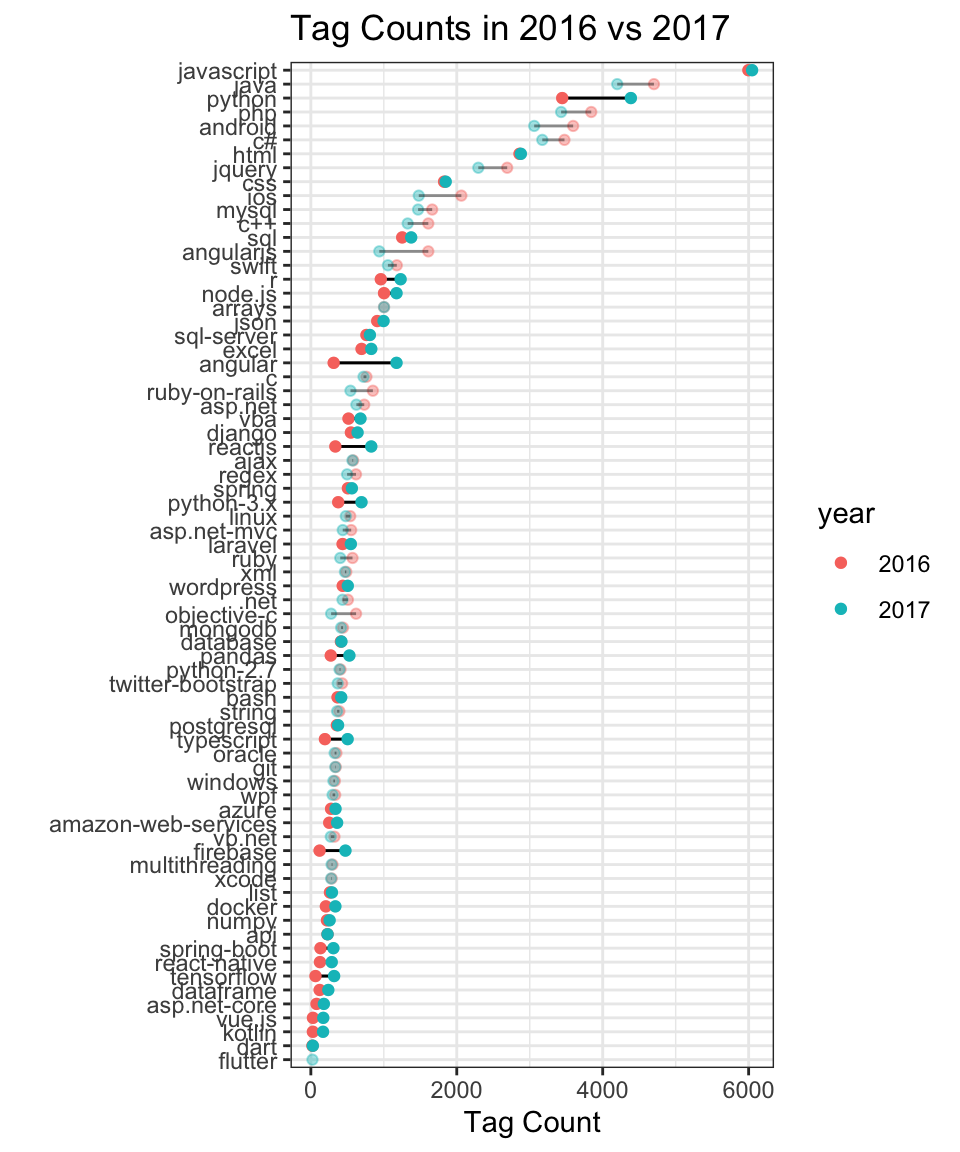 Tag Counts in 2016 vs 2017
javascript
java
python
php
android
c#
html
jquery
css
ios
mysql
c++
sql
angularjs
swift
r
node.js
arrays
json
sql-server
excel
angular
c
ruby-on-rails
asp.net
vba
django
reactjs
ajax
regex
spring
python-3.x
linux
asp.net-mvc
laravel
ruby
xml
wordpress
.net
objective-c
mongodb
database
pandas
python-2.7
twitter-bootstrap
bash
string
postgresql
typescript
oracle
git
windows
wpf
azure
amazon-web-services
vb.net
firebase
multithreading
xcode
list
docker
numpy
api
spring-boot
react-native
tensorflow
dataframe
asp.net-core
vue.js
kotlin
dart
flutter
0 2000 4000 6000
Tag Count
year
2016
2017